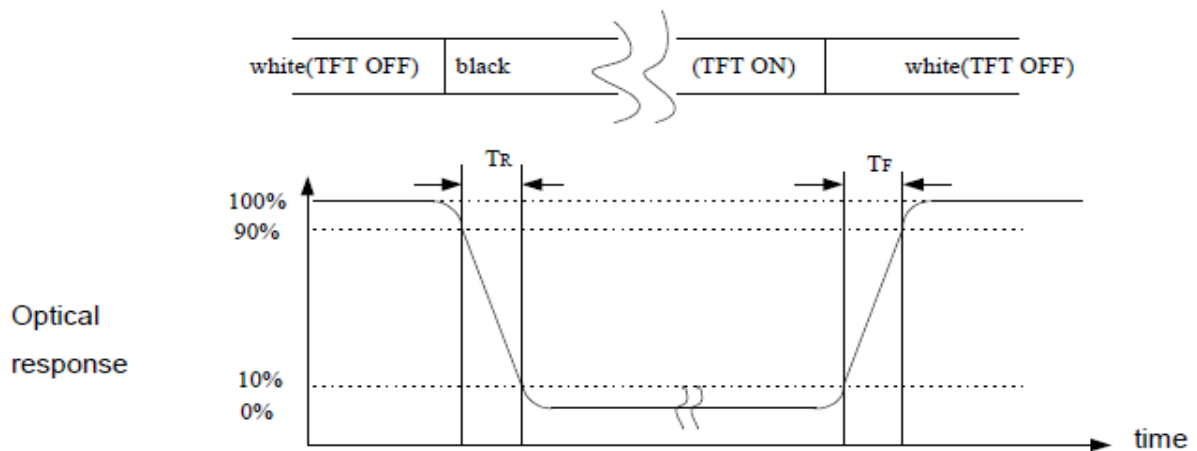 white(TFT OFF) black (TFT ON) white(TFT OFF)
TR TF
100%
90%
Optical
response
10%
0%
time